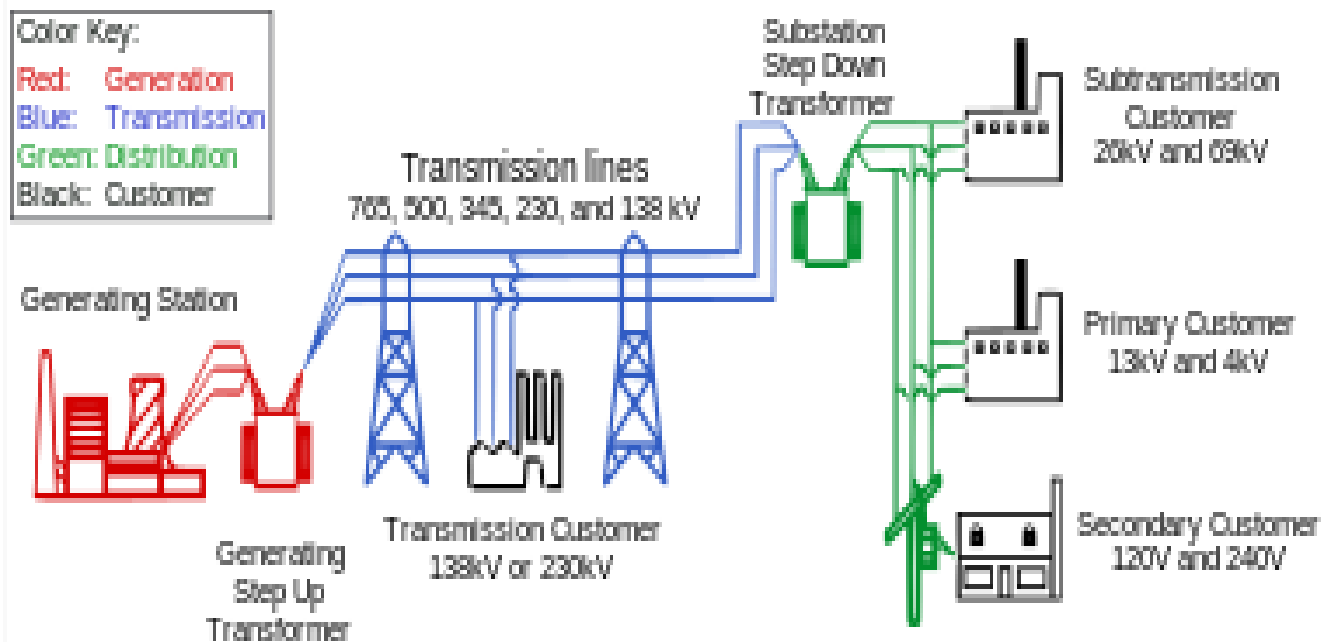 Color Key:
Red: Generation
Blue: Transmission
Green: Distribution
Black: Customer
Substation
Step Down
Transformer
Subtransmission
Customer
26kV and 69kV
Transmission lines
765, 500, 345, 230, and 138 kV
Generating Station
Primary Customer
13kV and 4kV
Transmission Customer
138kV or 230kV
Secondary Customer
120V and 240V
Generating
Step Up
Transformer